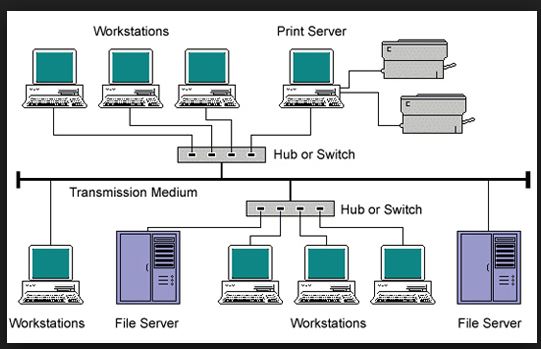 Workstations
Print Server
Hub or Switch
Transmission Medium
Hub or Switch
Workstations
File Server
Workstations
File Server